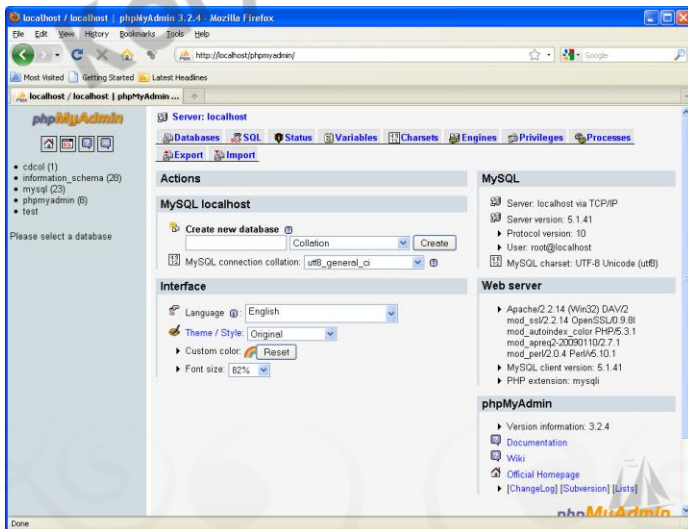 localhost / localhost | phpMyAdmin 3.2.4 - Mozilla Firefox
File Edit View History Bookmarks Tools Help
http://localhost/phpmyadmin/
Google
Most Visited Getting Started Latest Headlines
localhost / localhost | phpMyAdmin ...
phpMyAdmin
cdcol (1)
information_schema (28)
mysql (23)
phpmyadmin (8)
test
Please select a database
Server: localhost
Databases SQL Status Variables Charsets Engines Privileges Processes
Export Import
Actions
MySQL localhost
Create new database
Collation Create
MySQL connection collation: utf8_general_ci
Interface
Language : English
Theme / Style: Original
Custom color: Reset
Font size: 82%
MySQL
Server: localhost via TCP/IP
Server version: 5.1.41
Protocol version: 10
User: root@localhost
MySQL charset: UTF-8 Unicode (utf8)
Web server
Apache/2.2.14 (Win32) DAV/2
mod_ssl/2.2.14 OpenSSL/0.9.8l
mod_autoindex_color PHP/5.3.1
mod_apreq2-20090110/2.7.1
mod_perl/2.0.4 Perl/v5.10.1
MySQL client version: 5.1.41
PHP extension: mysqli
phpMyAdmin
Version information: 3.2.4
Documentation
Wiki
Official Homepage
[ChangeLog] [Subversion] [Lists]
phpMyAdmin
Done